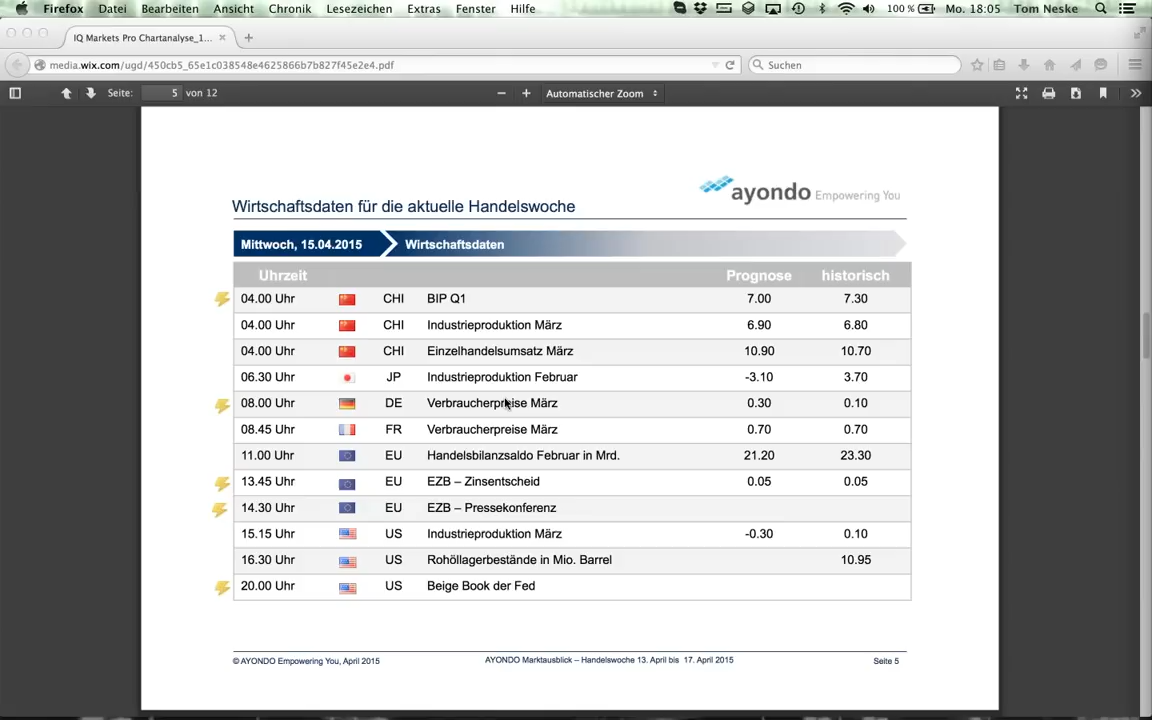 Firefox Datei Bearbeiten Ansicht Chronik Lesezeichen Extras Fenster Hilfe 100 % Mo. 18:05 Tom Neske
IQ Markets Pro Chartanalyse_1... × +
media.wix.com/ugd/450cb5_65e1c038548e4625866b7b827f45e2e4.pdf Suchen
Seite: 5 von 12 − + Automatischer Zoom
ayondo Empowering You
Wirtschaftsdaten für die aktuelle Handelswoche
Mittwoch, 15.04.2015 Wirtschaftsdaten
Uhrzeit Prognose historisch
04.00 Uhr CHI BIP Q1 7.00 7.30
04.00 Uhr CHI Industrieproduktion März 6.90 6.80
04.00 Uhr CHI Einzelhandelsumsatz März 10.90 10.70
06.30 Uhr JP Industrieproduktion Februar -3.10 3.70
08.00 Uhr DE Verbraucherpreise März 0.30 0.10
08.45 Uhr FR Verbraucherpreise März 0.70 0.70
11.00 Uhr EU Handelsbilanzsaldo Februar in Mrd. 21.20 23.30
13.45 Uhr EU EZB – Zinsentscheid 0.05 0.05
14.30 Uhr EU EZB – Pressekonferenz
15.15 Uhr US Industrieproduktion März -0.30 0.10
16.30 Uhr US Rohöllagerbestände in Mio. Barrel 10.95
20.00 Uhr US Beige Book der Fed
© AYONDO Empowering You, April 2015 AYONDO Marktausblick – Handelswoche 13. April bis 17. April 2015 Seite 5